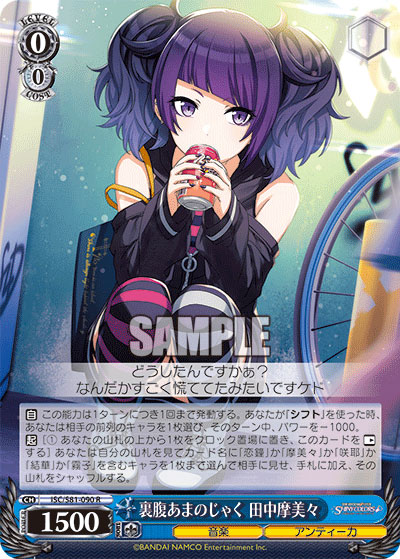 LEVEL
0
0
COST
SAMPLE
どうしたんですかぁ?
なんだかすごく慌ててたみたいですケド
自 この能力は1ターンにつき1回まで発動する。あなたが「シフト」を使った時、
あなたは相手の前列のキャラを1枚選び、そのターン中、パワーを-1000。
起 [① あなたの山札の上から1枚をクロック置場に置き、このカードを
する] あなたは自分の山札を見てカード名に「恋鐘」か「摩美々」か「咲耶」か
「結華」か「霧子」を含むキャラを1枚まで選んで相手に見せ、手札に加え、その
山札をシャッフルする。
CH
ISC/S81-090 R
1500
裏腹あまのじゃく 田中摩美々
SHINY COLORS
音楽
アンティーカ
©BANDAI NAMCO Entertainment Inc.